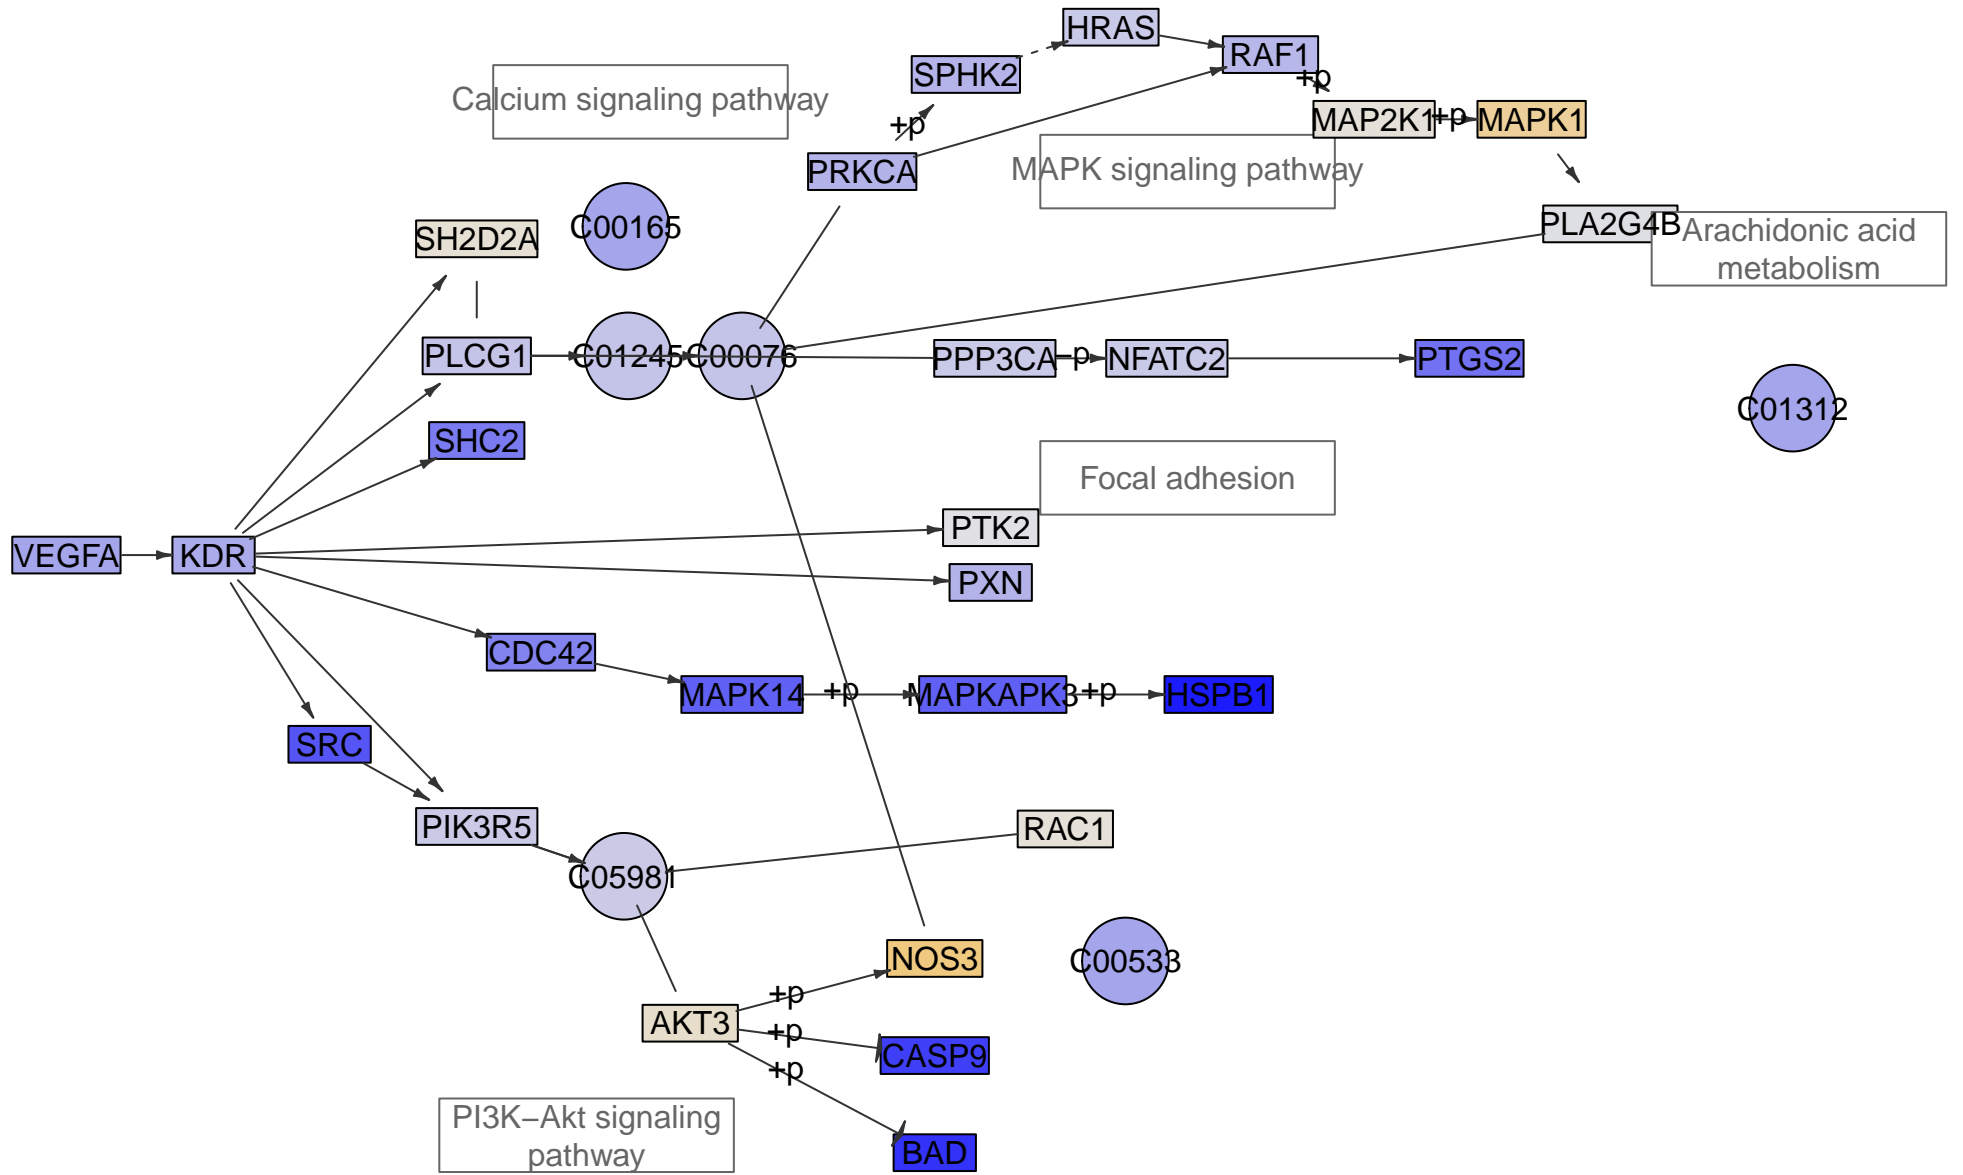 HRAS
RAF1
SPHK2
+p
Calcium signaling pathway
MAP2K1
+p
MAPK1
+p
PRKCA
MAPK signaling pathway
C00165
SH2D2A
PLA2G4B
Arachidonic acid
metabolism
PLCG1
C01245
C00076
PPP3CA
−p
NFATC2
PTGS2
C01312
SHC2
Focal adhesion
PTK2
VEGFA
KDR
PXN
CDC42
MAPK14
+p
MAPKAPK3
+p
HSPB1
SRC
PIK3R5
RAC1
C05981
NOS3
C00533
+p
AKT3
+p
CASP9
+p
PI3K−Akt signaling
pathway
BAD